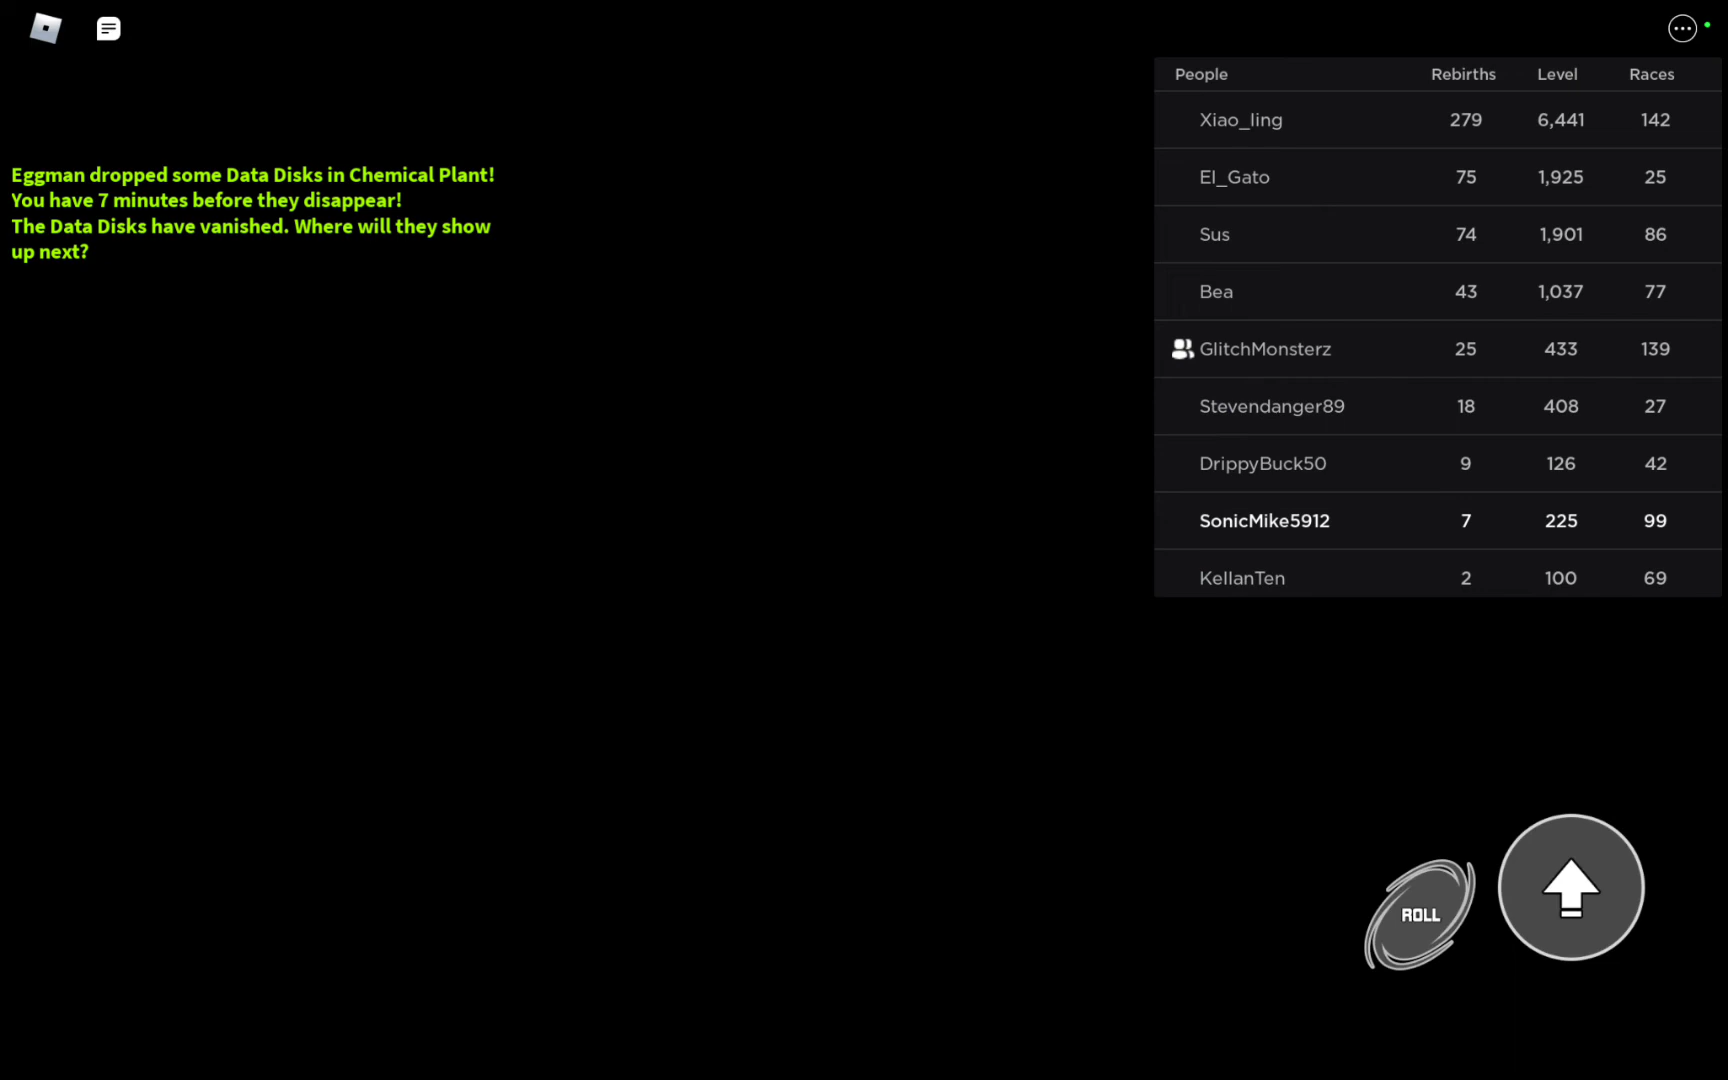 Eggman dropped some Data Disks in Chemical Plant!
You have 7 minutes before they disappear!
The Data Disks have vanished. Where will they show
up next?
People Rebirths Level Races
Xiao_ling 279 6,441 142
El_Gato 75 1,925 25
Sus 74 1,901 86
Bea 43 1,037 77
GlitchMonsterz 25 433 139
Stevendanger89 18 408 27
DrippyBuck50 9 126 42
SonicMike5912 7 225 99
KellanTen 2 100 69
ROLL